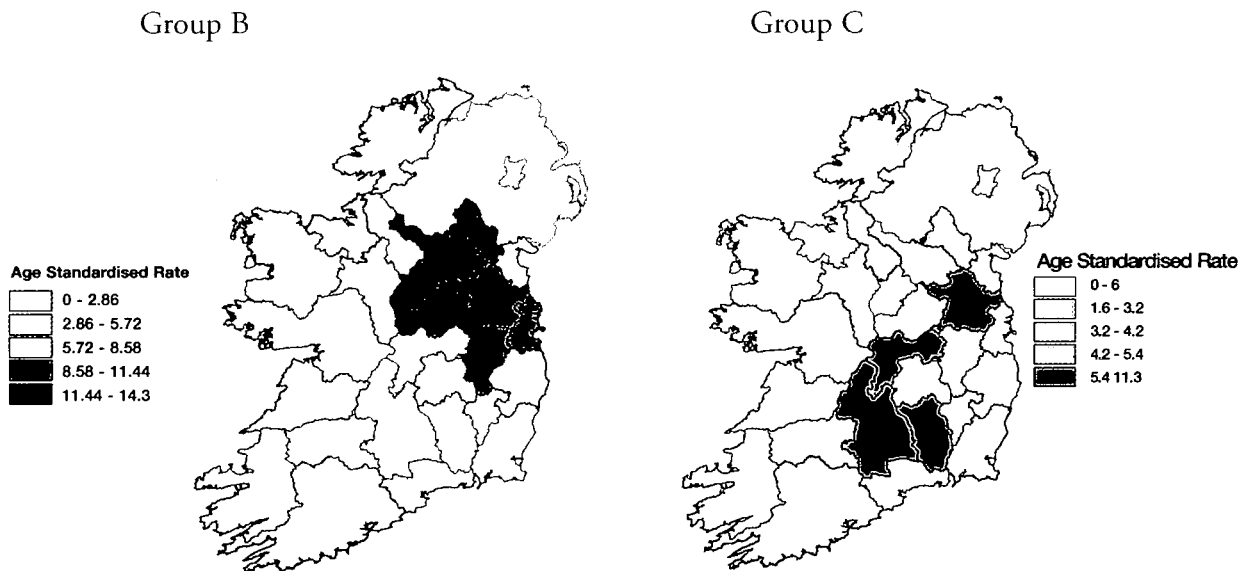 Group B
Group C
Age Standardised Rate
0 - 2.86
2.86 - 5.72
5.72 - 8.58
8.58 - 11.44
11.44 - 14.3
Age Standardised Rate
0 - 6
1.6 - 3.2
3.2 - 4.2
4.2 - 5.4
5.4 11.3